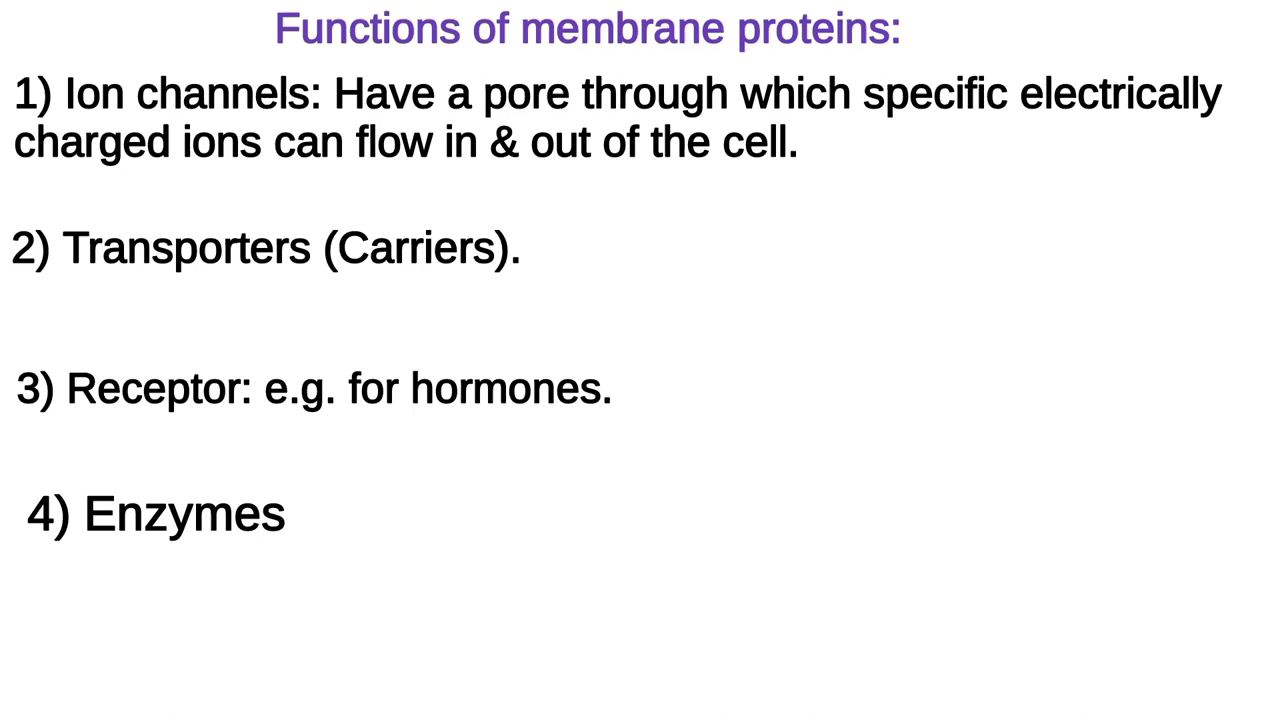 Functions of membrane proteins:
1) Ion channels: Have a pore through which specific electrically
charged ions can flow in & out of the cell.
2) Transporters (Carriers).
3) Receptor: e.g. for hormones.
4) Enzymes